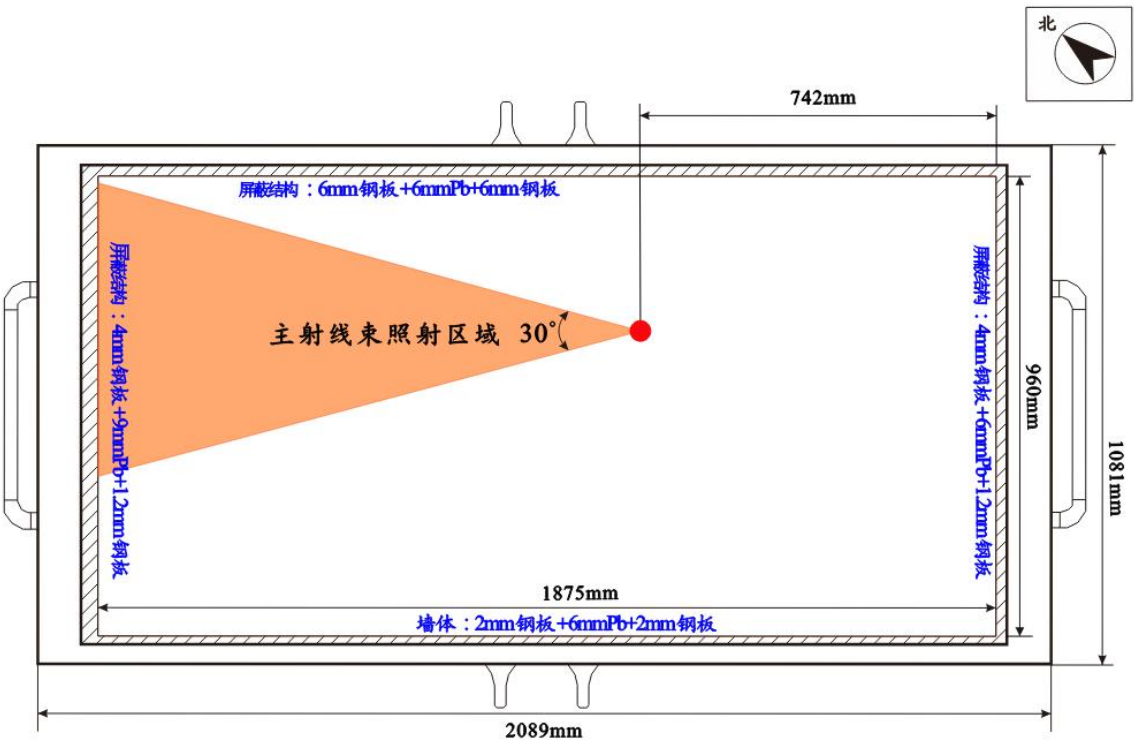 北
742mm
屏蔽结构：6mm钢板+6mmPb+6mm钢板
屏蔽结构：4mm钢板+9mmPb+1.2mm钢板
主射线束照射区域 30°
屏蔽结构：4mm钢板+6mmPb+1.2mm钢板
960mm
1081mm
1875mm
墙体：2mm钢板+6mmPb+2mm钢板
2089mm